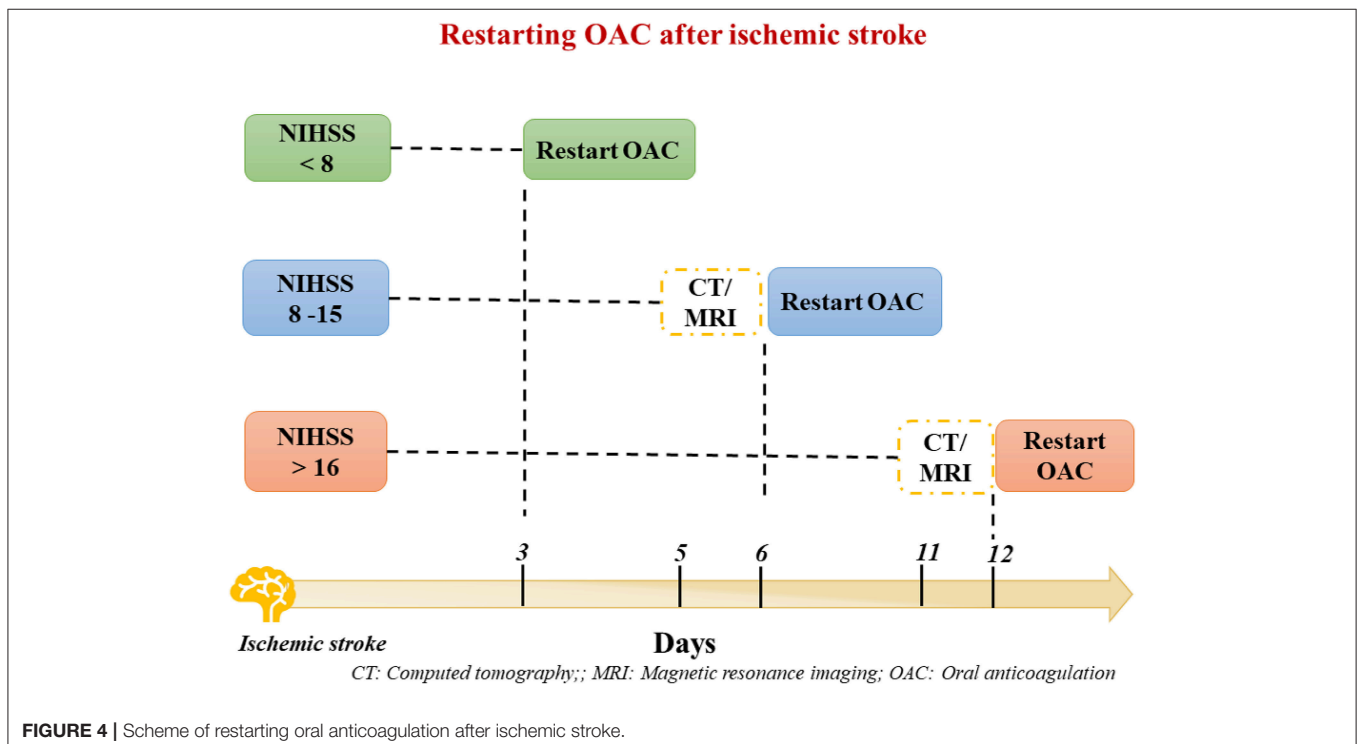 Restarting OAC after ischemic stroke
NIHSS
< 8
Restart OAC
NIHSS
8 -15
CT/
MRI
Restart OAC
NIHSS
> 16
CT/
MRI
Restart
OAC
3
5
6
11
12
Ischemic stroke
Days
CT: Computed tomography;; MRI: Magnetic resonance imaging; OAC: Oral anticoagulation
FIGURE 4 | Scheme of restarting oral anticoagulation after ischemic stroke.